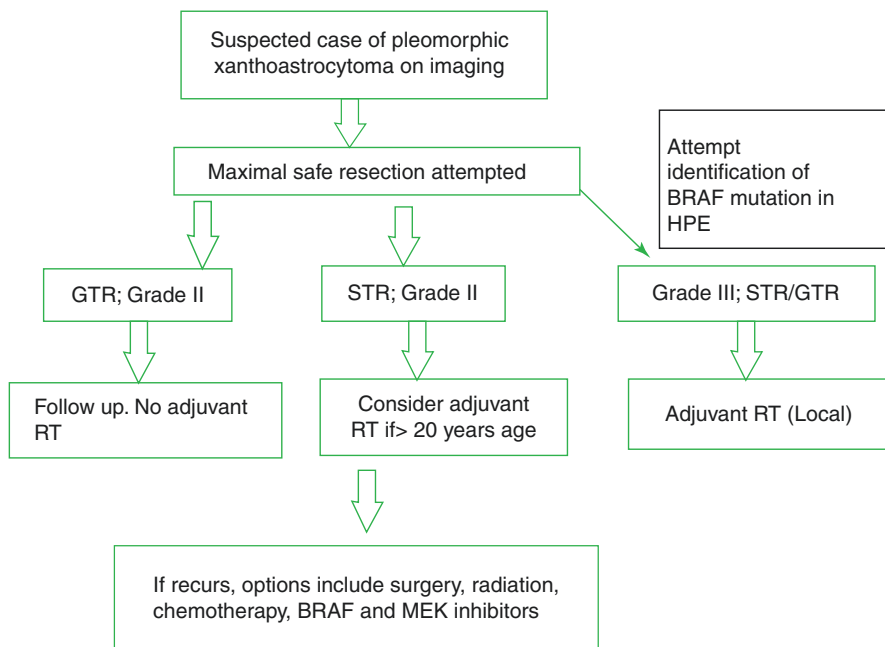 Suspected case of pleomorphic
xanthoastrocytoma on imaging
Maximal safe resection attempted
Attempt
identification of
BRAF mutation in
HPE
GTR; Grade II
STR; Grade II
Grade III; STR/GTR
Follow up. No adjuvant
RT
Consider adjuvant
RT if> 20 years age
Adjuvant RT (Local)
If recurs, options include surgery, radiation,
chemotherapy, BRAF and MEK inhibitors